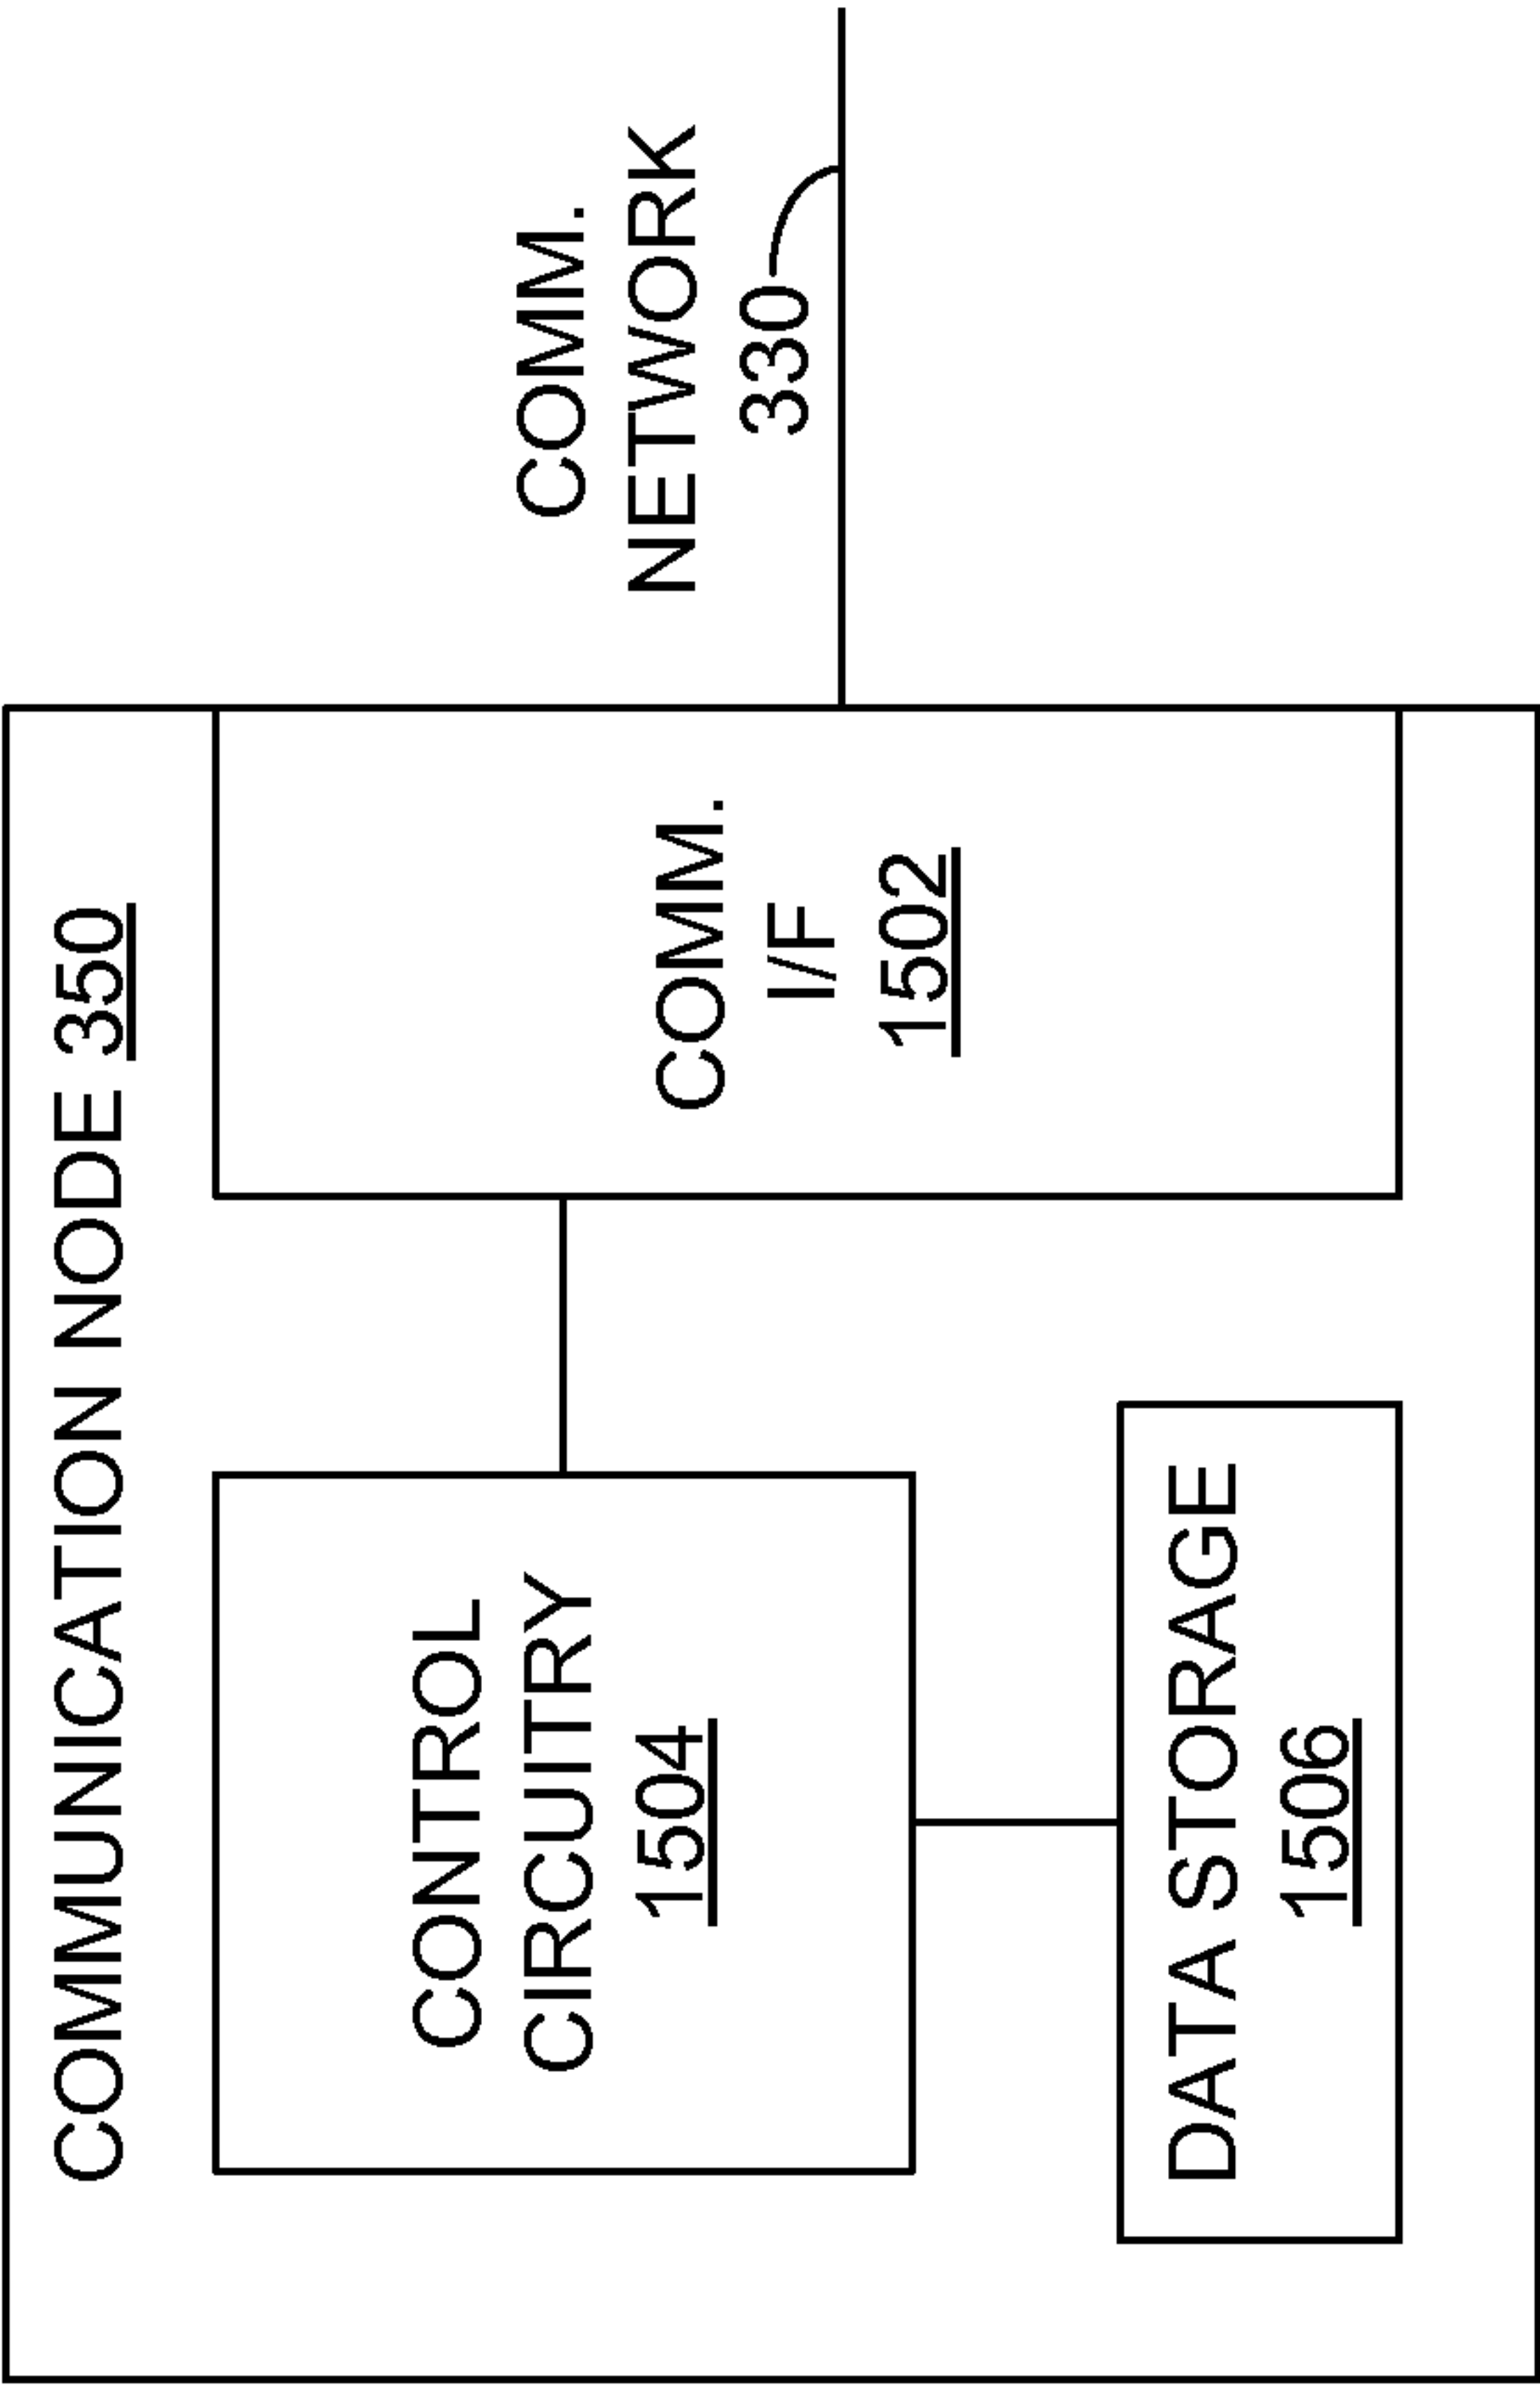 COMMUNICATION NODE 350
CONTROL
CIRCUITRY
1504
DATA STORAGE
1506
COMM.
I/F
1502
COMM.
NETWORK
330